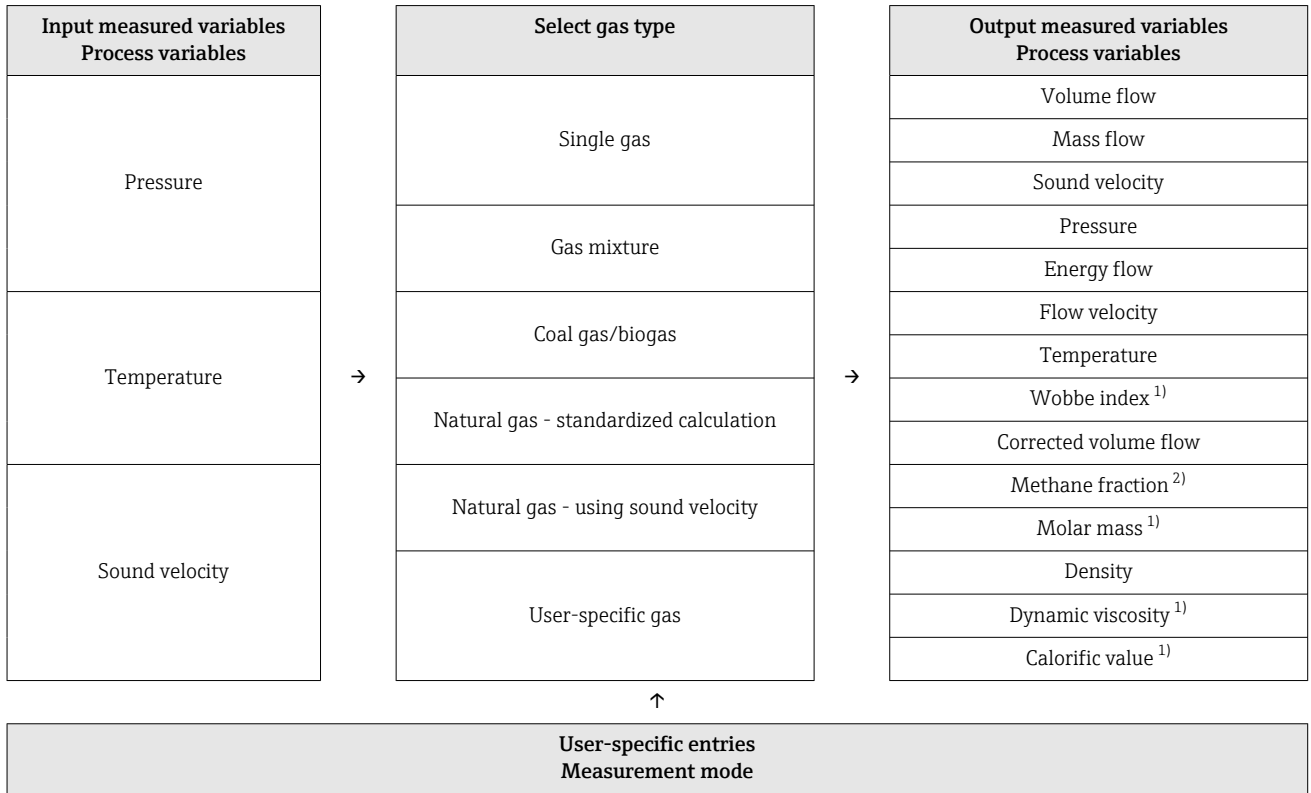 Input measured variables
Process variables
Pressure
Temperature
Sound velocity
→
Select gas type
Single gas
Gas mixture
Coal gas/biogas
Natural gas - standardized calculation
Natural gas - using sound velocity
User-specific gas
→
Output measured variables
Process variables
Volume flow
Mass flow
Sound velocity
Pressure
Energy flow
Flow velocity
Temperature
Wobbe index 1)
Corrected volume flow
Methane fraction 2)
Molar mass 1)
Density
Dynamic viscosity 1)
Calorific value 1)
↑
User-specific entries
Measurement mode